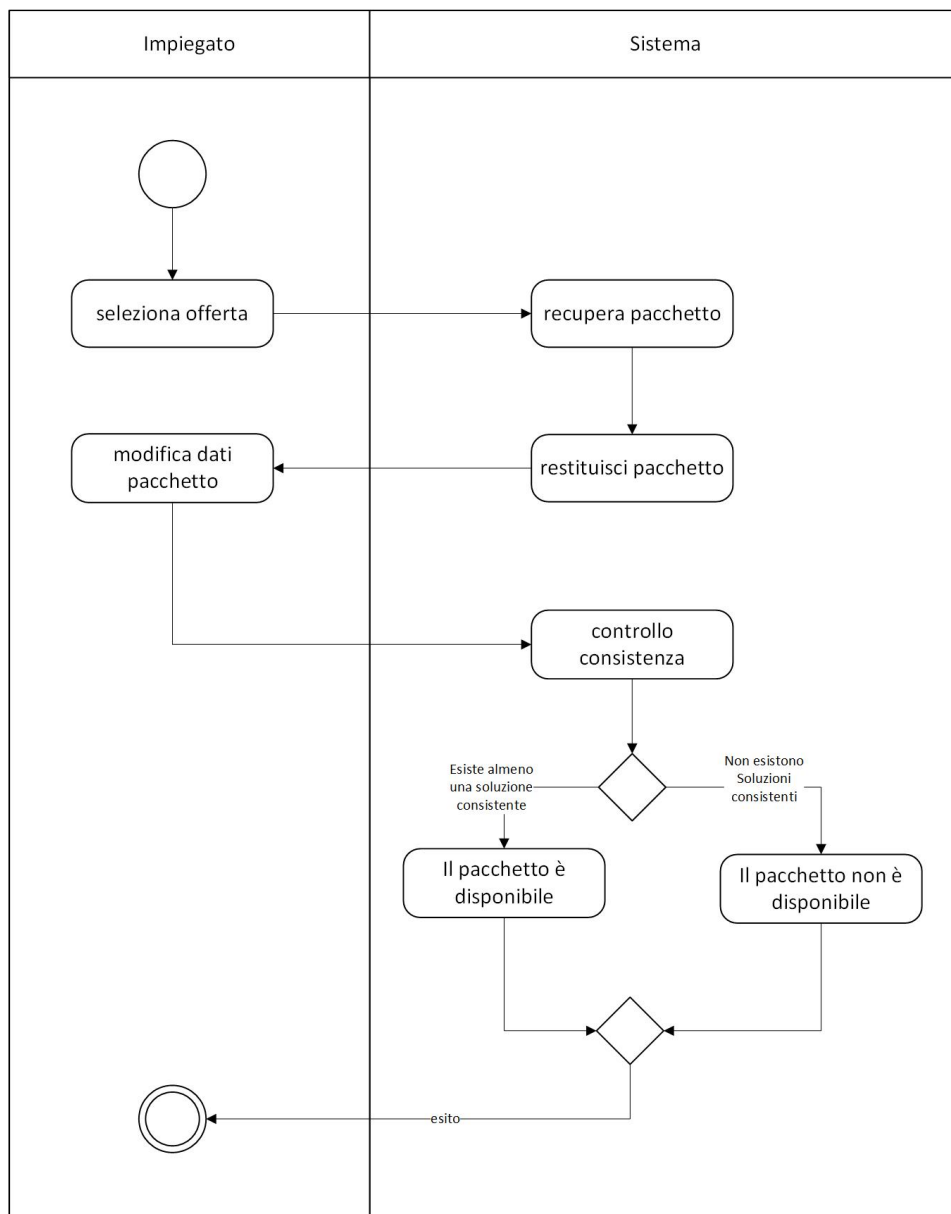 Impiegato
Sistema
seleziona offerta
recupera pacchetto
modifica dati
pacchetto
restituisci pacchetto
controllo
consistenza
Esiste almeno
una soluzione
consistente
Non esistono
Soluzioni
consistenti
Il pacchetto è
disponibile
Il pacchetto non è
disponibile
esito